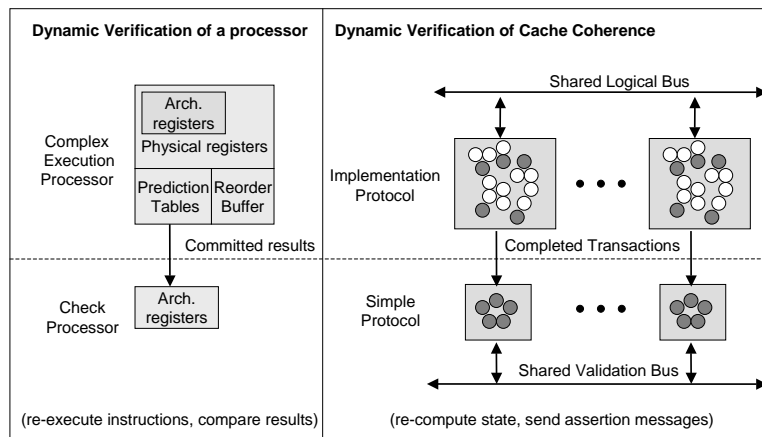 Dynamic Verification of a processor
Arch.
registers
Physical registers
Complex
Execution
Processor
Prediction
Tables
Reorder
Buffer
Committed results
Check
Processor
Arch.
registers
(re-execute instructions, compare results)
Dynamic Verification of Cache Coherence
Shared Logical Bus
Implementation
Protocol
Completed Transactions
Simple
Protocol
Shared Validation Bus
(re-compute state, send assertion messages)